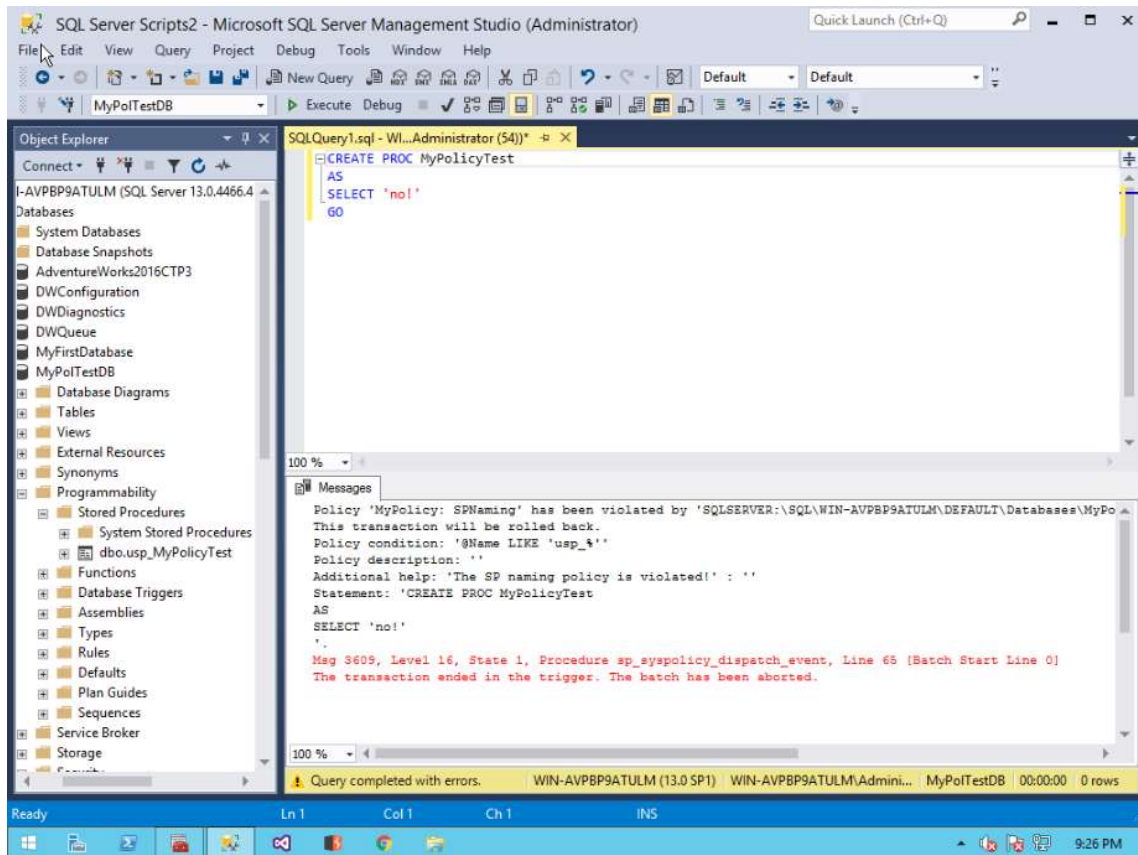 SQL Server Scripts2 - Microsoft SQL Server Management Studio (Administrator)
Quick Launch (Ctrl+Q)
File Edit View Query Project Debug Tools Window Help
New Query
Default
Default
MyPolTestDB
Execute Debug
Object Explorer
Connect
I-AVPBP9ATULM (SQL Server 13.0.4466.4
Databases
System Databases
Database Snapshots
AdventureWorks2016CTP3
DWConfiguration
DWDiagnostics
DWQueue
MyFirstDatabase
MyPolTestDB
Database Diagrams
Tables
Views
External Resources
Synonyms
Programmability
Stored Procedures
System Stored Procedures
dbo.usp_MyPolicyTest
Functions
Database Triggers
Assemblies
Types
Rules
Defaults
Plan Guides
Sequences
Service Broker
Storage
SQLQuery1.sql - WI...Administrator (54))*
CREATE PROC MyPolicyTest
AS
SELECT 'no!'
GO
100 %
Messages
Policy 'MyPolicy: SPNaming' has been violated by 'SQLSERVER:\SQL\WIN-AVPBP9ATULM\DEFAULT\Databases\MyPo
This transaction will be rolled back.
Policy condition: '@Name LIKE 'usp_%''
Policy description: ''
Additional help: 'The SP naming policy is violated!' : ''
Statement: 'CREATE PROC MyPolicyTest
AS
SELECT 'no!'
'.
Msg 3609, Level 16, State 1, Procedure sp_syspolicy_dispatch_event, Line 65 [Batch Start Line 0]
The transaction ended in the trigger. The batch has been aborted.
100 %
Query completed with errors.
WIN-AVPBP9ATULM (13.0 SP1)
WIN-AVPBP9ATULM\Admini...
MyPolTestDB
00:00:00
0 rows
Ready
Ln 1
Col 1
Ch 1
INS
9:26 PM